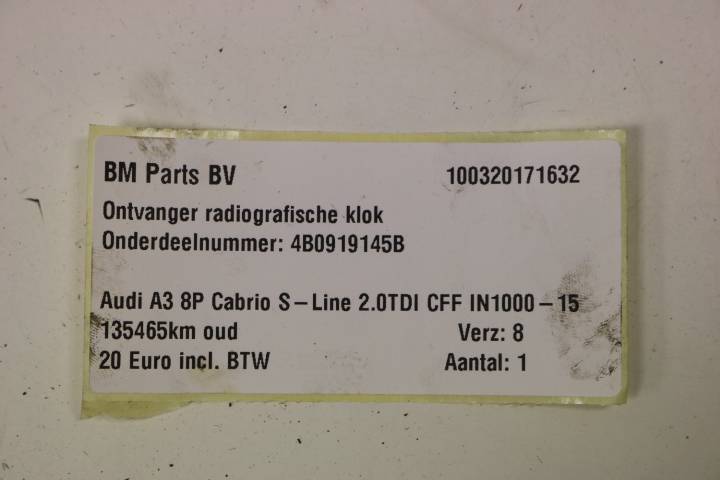 BM Parts BV 100320171632
Ontvanger radiografische klok
Onderdeelnummer: 4B0919145B
Audi A3 8P Cabrio S-Line 2.0TDI CFF IN1000-15
135465km oud Verz: 8
20 Euro incl. BTW Aantal: 1